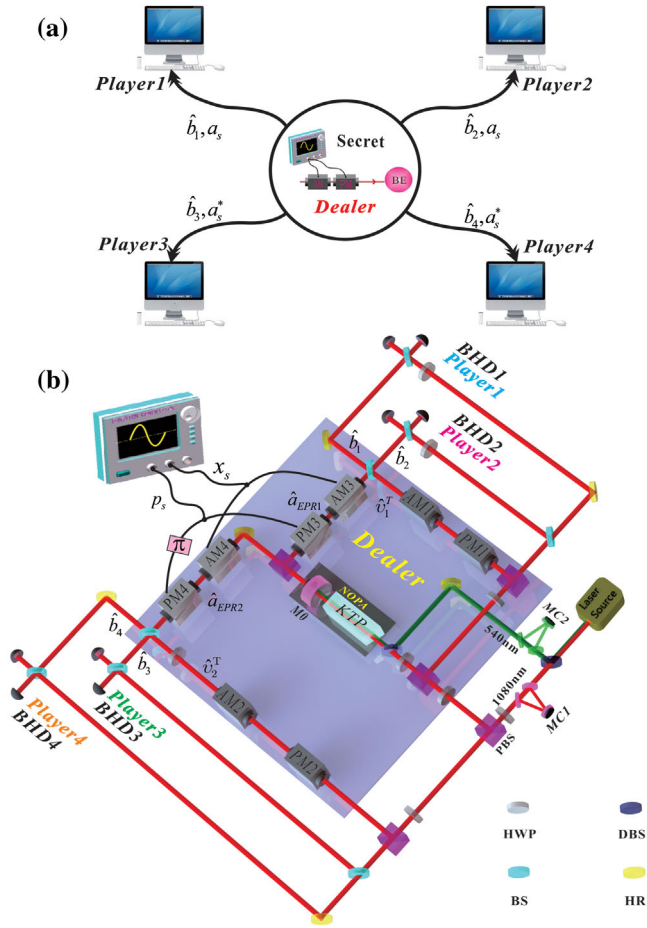 (a)
Player1
Player2
b̂₁, aₛ
b̂₂, aₛ
Secret
BE
Dealer
b̂₃, aₛ*
b̂₄, aₛ*
Player3
Player4
(b)
BHD1
Player1
BHD2
Player2
xₛ
pₛ
b̂₁
b̂₂
π
â_EPR1
v̂₁ᵀ
AM3
PM3
AM1
PM1
AM4
PM4
Dealer
â_EPR2
NOPA
KTP
M0
Laser
Source
MC2
540nm
1080nm
MC1
PBS
b̂₄
b̂₃
v̂₂ᵀ
AM2
PM2
Player3
BHD3
Player4
BHD4
HWP
DBS
BS
HR